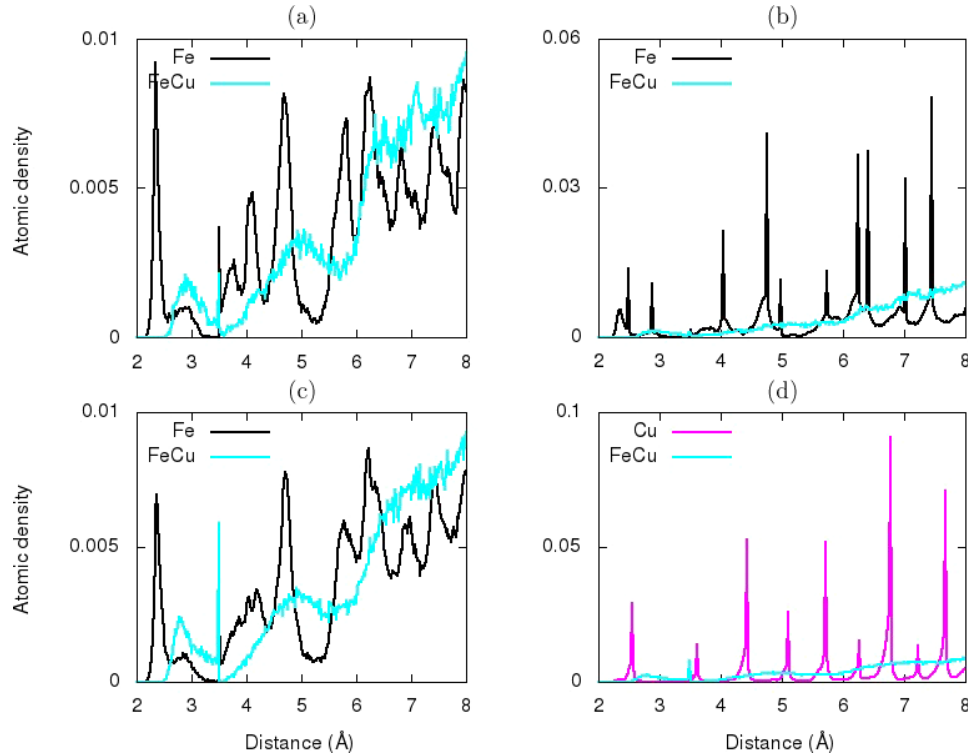 (a)
(b)
0.01
0.005
0
Atomic density
Fe
FeCu
2 3 4 5 6 7 8
0.06
0.03
0
Fe
FeCu
2 3 4 5 6 7 8
(c)
(d)
0.01
0.005
0
Atomic density
Fe
FeCu
2 3 4 5 6 7 8
Distance (Å)
0.1
0.05
0
Cu
FeCu
2 3 4 5 6 7 8
Distance (Å)